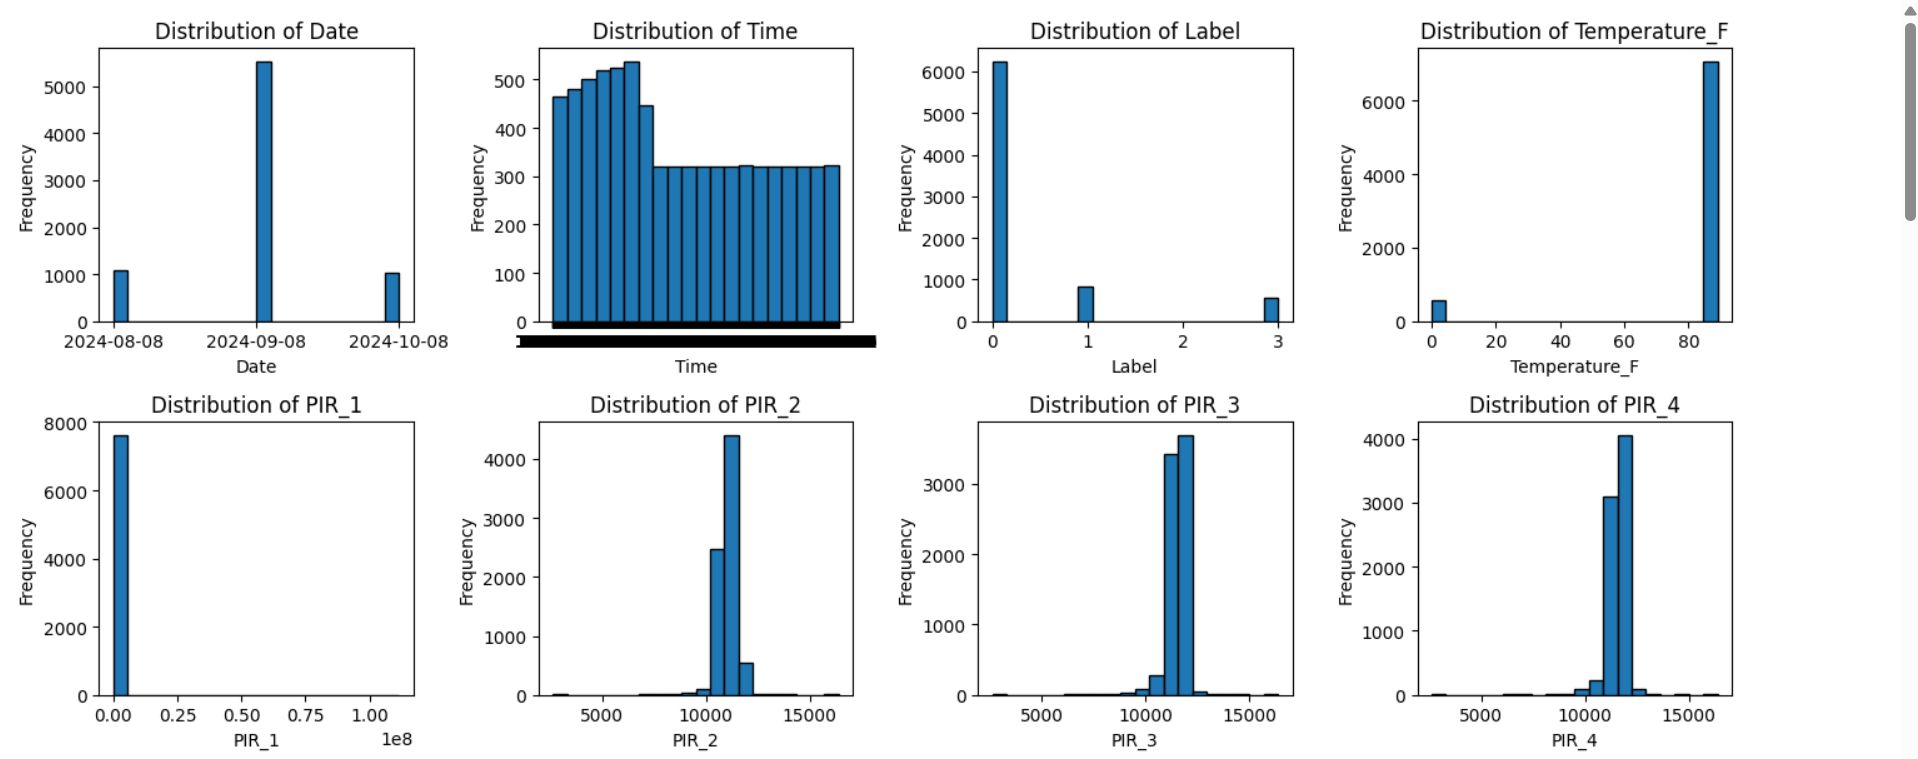 Distribution of Date
Frequency
5000
4000
3000
2000
1000
0
2024-08-08 2024-09-08 2024-10-08
Date
Distribution of Time
Frequency
500
400
300
200
100
0
Time
Distribution of Label
Frequency
6000
5000
4000
3000
2000
1000
0
0 1 2 3
Label
Distribution of Temperature_F
Frequency
6000
4000
2000
0
0 20 40 60 80
Temperature_F
Distribution of PIR_1
Frequency
8000
6000
4000
2000
0
0.00 0.25 0.50 0.75 1.00
1e8
PIR_1
Distribution of PIR_2
Frequency
4000
3000
2000
1000
0
5000 10000 15000
PIR_2
Distribution of PIR_3
Frequency
3000
2000
1000
0
5000 10000 15000
PIR_3
Distribution of PIR_4
Frequency
4000
3000
2000
1000
0
5000 10000 15000
PIR_4